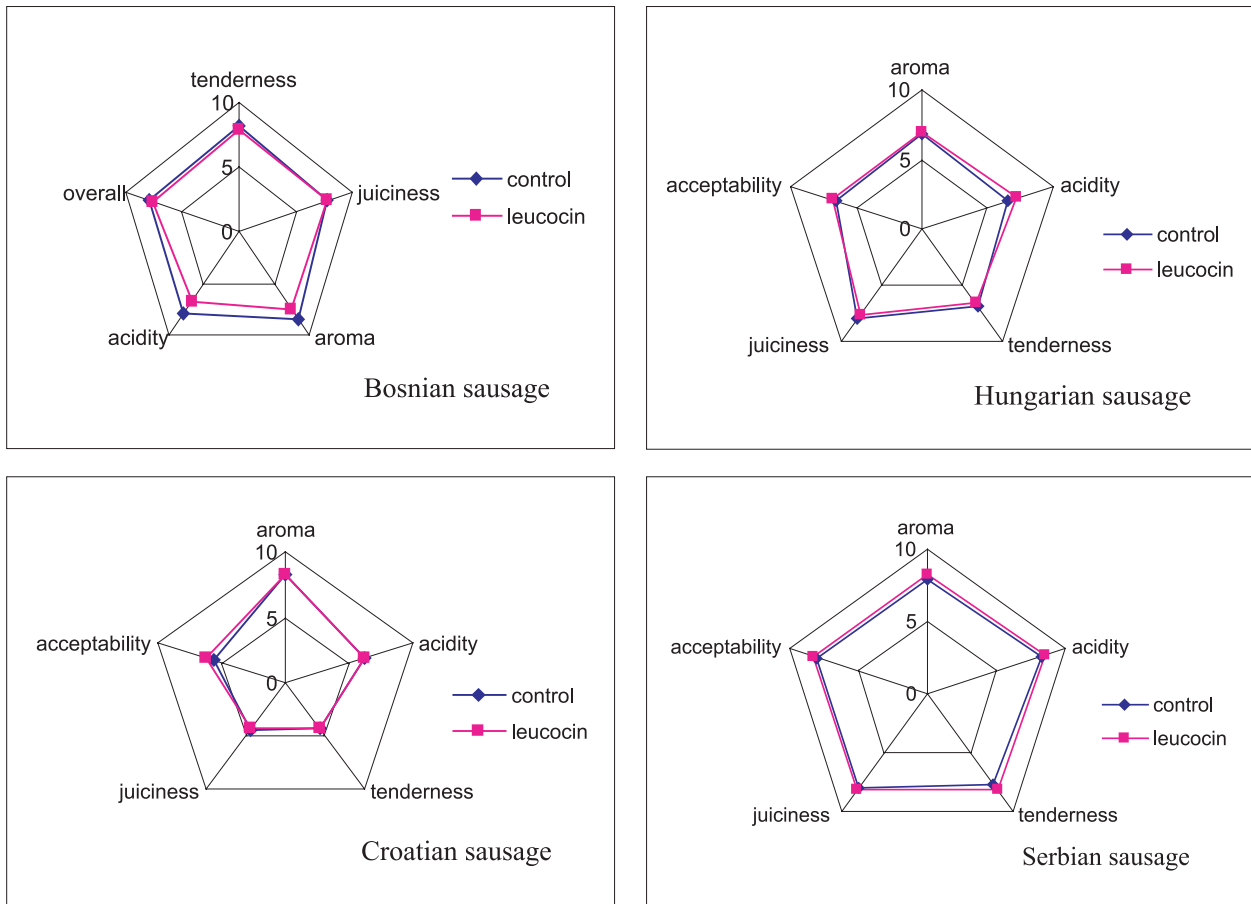 tenderness
10
5
0
overall
juiciness
acidity
aroma
control
leucocin
Bosnian sausage
aroma
10
5
0
acceptability
acidity
juiciness
tenderness
control
leucocin
Hungarian sausage
aroma
10
5
0
acceptability
acidity
juiciness
tenderness
control
leucocin
Croatian sausage
aroma
10
5
0
acceptability
acidity
juiciness
tenderness
control
leucocin
Serbian sausage